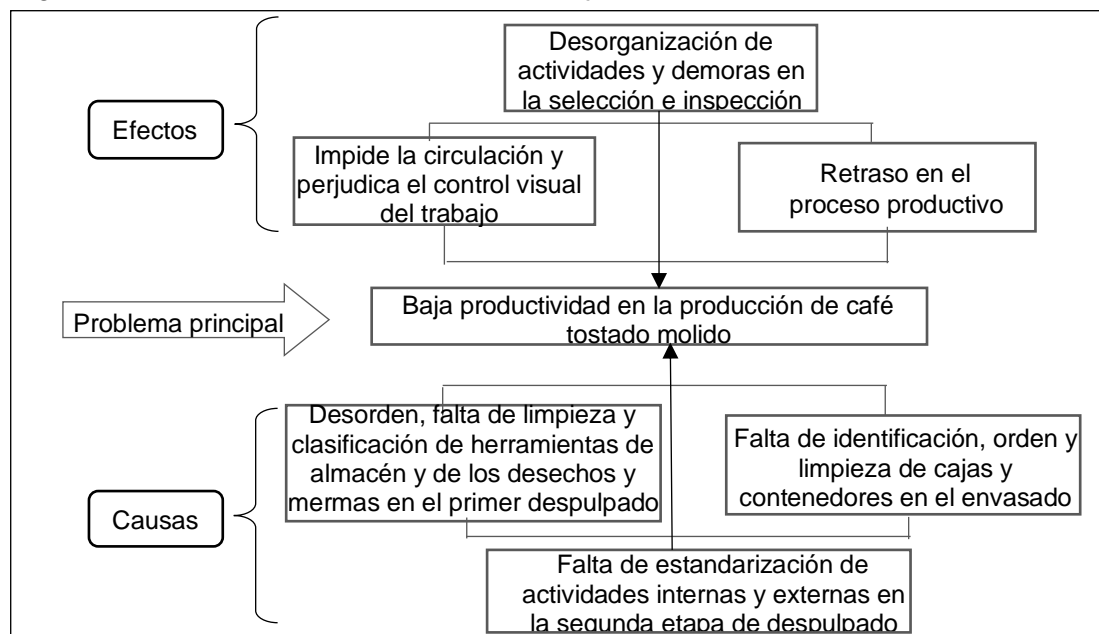 Desorganización de
actividades y demoras en
la selección e inspección
Efectos
Impide la circulación y
perjudica el control visual
del trabajo
Retraso en el
proceso productivo
Problema principal
Baja productividad en la producción de café
tostado molido
Desorden, falta de limpieza y
clasificación de herramientas de
almacén y de los desechos y
mermas en el primer despulpado
Falta de identificación, orden y
limpieza de cajas y
contenedores en el envasado
Causas
Falta de estandarización de
actividades internas y externas en
la segunda etapa de despulpado